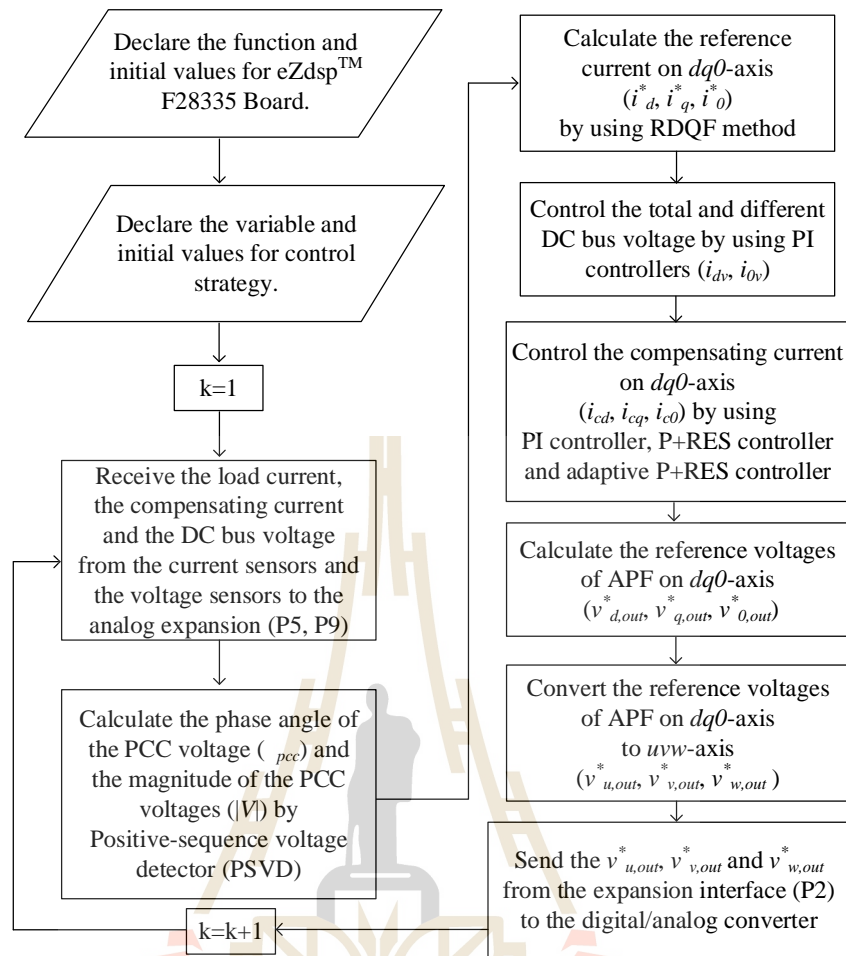 Declare the function and
initial values for eZdsp™
F28335 Board.
Declare the variable and
initial values for control
strategy.
k=1
Receive the load current,
the compensating current
and the DC bus voltage
from the current sensors and
the voltage sensors to the
analog expansion (P5, P9)
Calculate the phase angle of
the PCC voltage ( pcc) and
the magnitude of the PCC
voltages (|V|) by
Positive-sequence voltage
detector (PSVD)
k=k+1
Calculate the reference
current on dq0-axis
(i*d, i*q, i*0)
by using RDQF method
Control the total and different
DC bus voltage by using PI
controllers (idv, i0v)
Control the compensating current
on dq0-axis
(icd, icq, ic0) by using
PI controller, P+RES controller
and adaptive P+RES controller
Calculate the reference voltages
of APF on dq0-axis
(v*d,out, v*q,out, v*0,out)
Convert the reference voltages
of APF on dq0-axis
to uvw-axis
(v*u,out, v*v,out, v*w,out )
Send the v*u,out, v*v,out and v*w,out
from the expansion interface (P2)
to the digital/analog converter